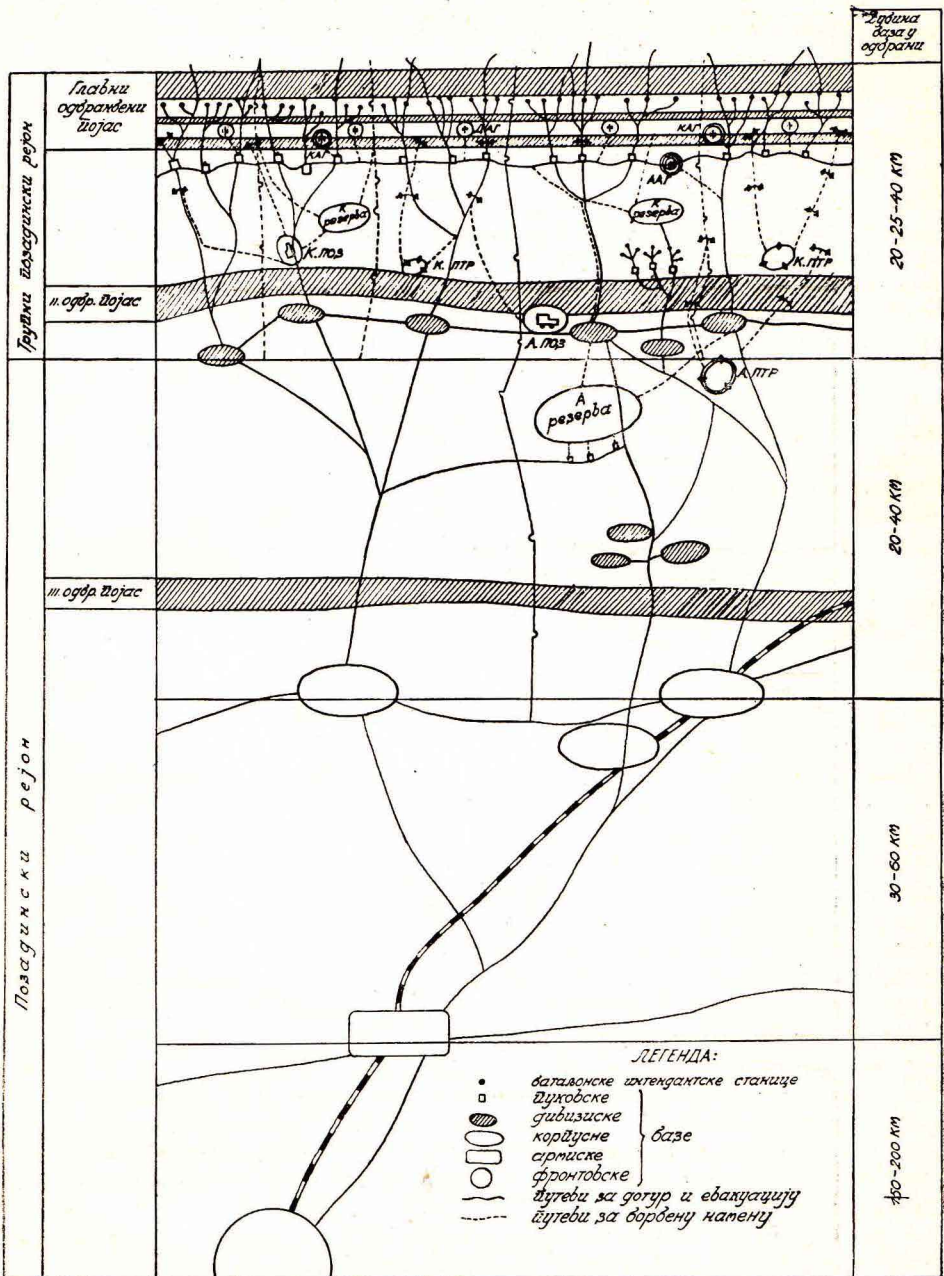 Дубина
база у
одбрани
Главни
одбранбени
појас
Трупни позадински рејон
ДАГ
КАГ
КАГ
ААГ
К
резерва
К
резерва
К. ПОЗ
К. ПТР
К. ПТР
20-25-40 КМ
II. одбр. појас
А. ПОЗ
А. ПТР
А
резерва
20-40 КМ
III. одбр. појас
Позадински рејон
30-60 КМ
ЛЕГЕНДА:
батаљонске интендантске станице
пуковске
дивизиске
корпусне
армиске
фронтовске
базе
путеви за дотур и евакуацију
путеви за борбену намену
150-200 КМ